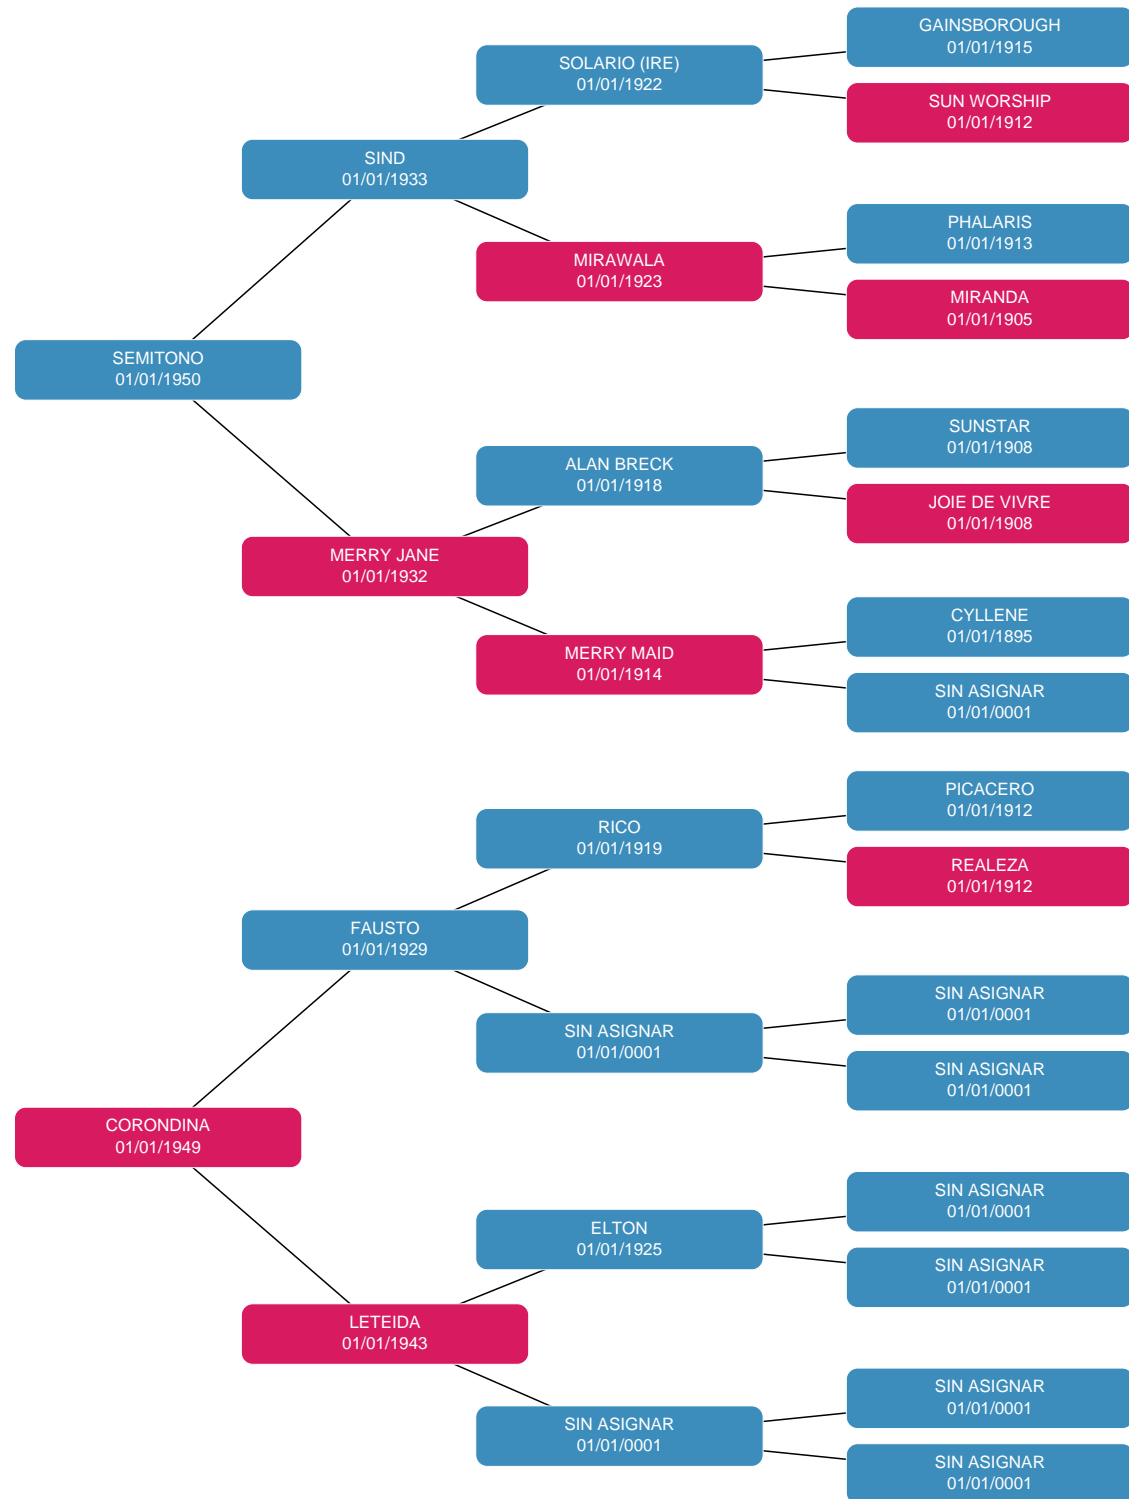 GAINSBOROUGH
01/01/1915
SOLARIO (IRE)
01/01/1922
SUN WORSHIP
01/01/1912
SIND
01/01/1933
PHALARIS
01/01/1913
MIRAWALA
01/01/1923
MIRANDA
01/01/1905
SEMITONO
01/01/1950
SUNSTAR
01/01/1908
ALAN BRECK
01/01/1918
JOIE DE VIVRE
01/01/1908
MERRY JANE
01/01/1932
CYLLENE
01/01/1895
MERRY MAID
01/01/1914
SIN ASIGNAR
01/01/0001
PICACERO
01/01/1912
RICO
01/01/1919
REALEZA
01/01/1912
FAUSTO
01/01/1929
SIN ASIGNAR
01/01/0001
SIN ASIGNAR
01/01/0001
SIN ASIGNAR
01/01/0001
CORONDINA
01/01/1949
SIN ASIGNAR
01/01/0001
ELTON
01/01/1925
SIN ASIGNAR
01/01/0001
LETEIDA
01/01/1943
SIN ASIGNAR
01/01/0001
SIN ASIGNAR
01/01/0001
SIN ASIGNAR
01/01/0001